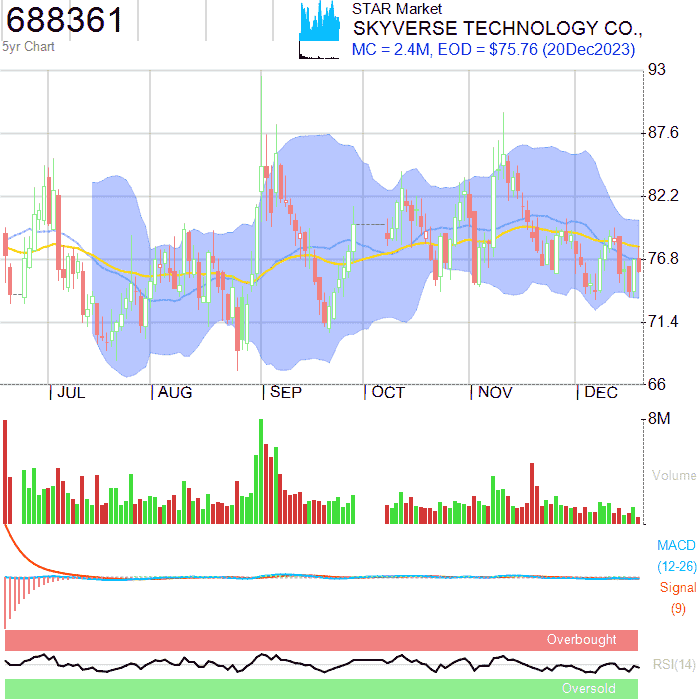 688361
5yr Chart
STAR Market
SKYVERSE TECHNOLOGY CO.,
MC = 2.4M, EOD = $75.76 (20Dec2023)
93
87.6
82.2
76.8
71.4
66
JUL
AUG
SEP
OCT
NOV
DEC
8M
Volume
MACD
(12-26)
Signal
(9)
Overbought
RSI(14)
Oversold